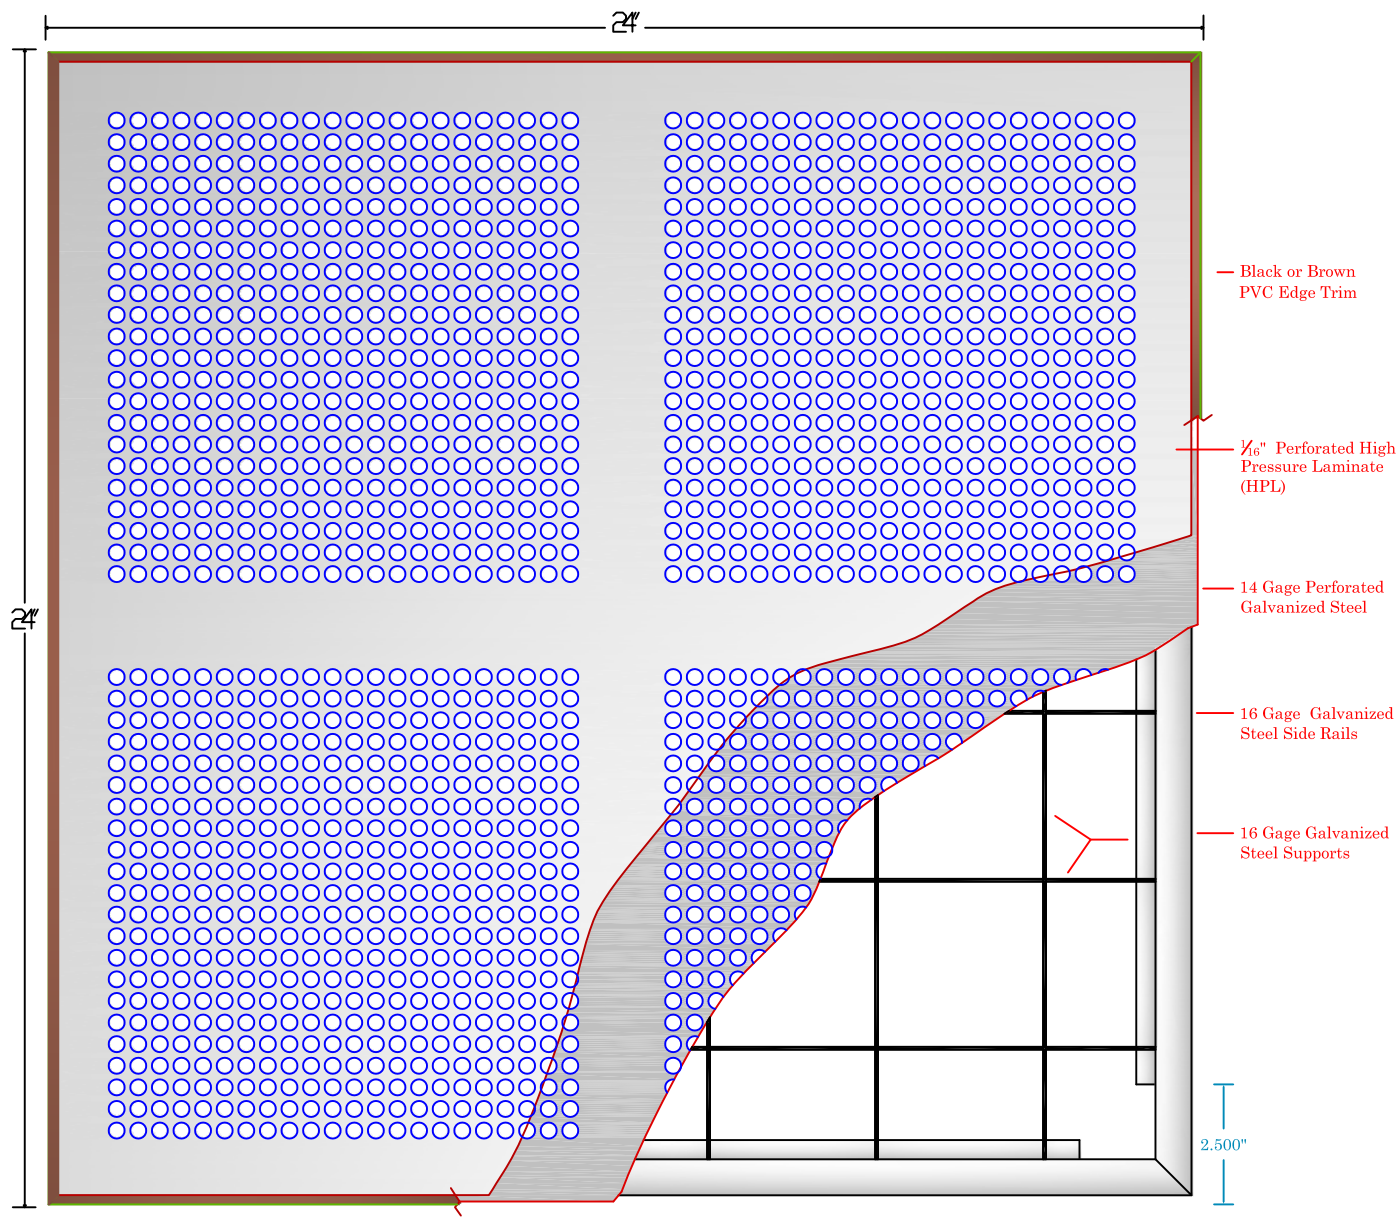 24"
24"
Black or Brown
PVC Edge Trim
1/16" Perforated High
Pressure Laminate
(HPL)
14 Gage Perforated
Galvanized Steel
16 Gage Galvanized
Steel Side Rails
16 Gage Galvanized
Steel Supports
2.500"